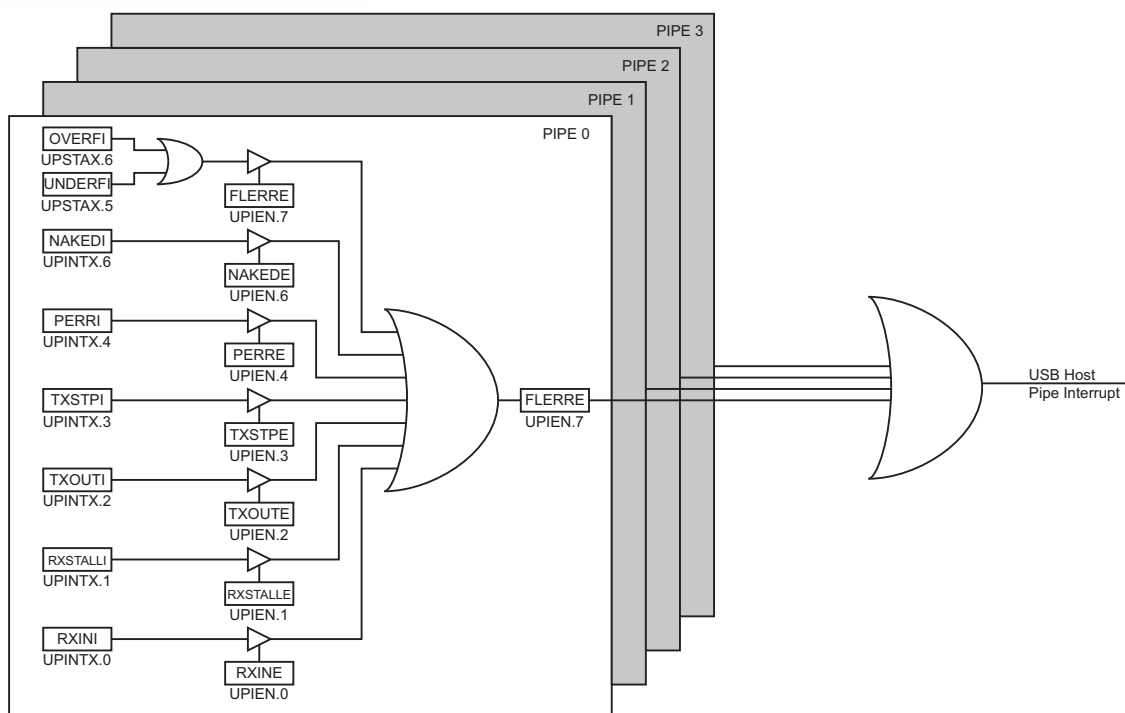 PIPE 3
PIPE 2
PIPE 1
PIPE 0
OVERFI
UPSTAX.6
UNDERFI
UPSTAX.5
FLERRE
UPIEN.7
NAKEDI
UPINTX.6
NAKEDE
UPIEN.6
PERRI
UPINTX.4
PERRE
UPIEN.4
TXSTPI
UPINTX.3
TXSTPE
UPIEN.3
TXOUTI
UPINTX.2
TXOUTE
UPIEN.2
RXSTALLI
UPINTX.1
RXSTALLE
UPIEN.1
RXINI
UPINTX.0
RXINE
UPIEN.0
FLERRE
UPIEN.7
USB Host
Pipe Interrupt